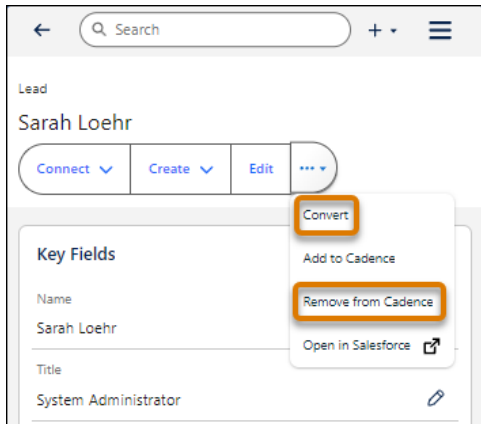 Search
Lead
Sarah Loehr
Connect
Create
Edit
Convert
Add to Cadence
Remove from Cadence
Open in Salesforce
Key Fields
Name
Sarah Loehr
Title
System Administrator